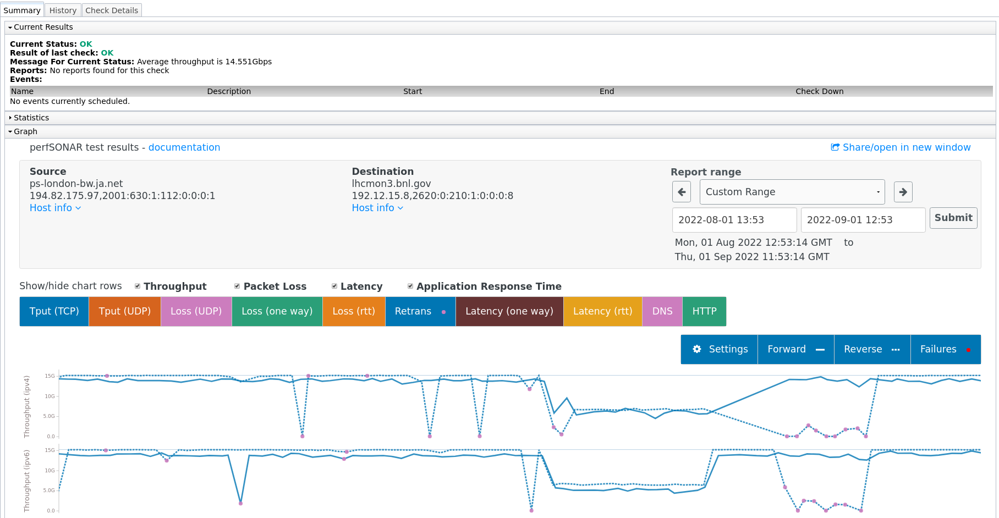 Summary History Check Details
Current Results
Current Status: OK
Result of last check: OK
Message For Current Status: Average throughput is 14.551Gbps
Reports: No reports found for this check
Events:
Name Description Start End Check Down
No events currently scheduled.
Statistics
Graph
perfSONAR test results - documentation Share/open in new window
Source Destination Report range
ps-london-bw.ja.net lhcmon3.bnl.gov
194.82.175.97,2001:630:1:112:0:0:0:1 192.12.15.8,2620:0:210:1:0:0:0:8 Custom Range
Host info Host info
2022-08-01 13:53 2022-09-01 12:53 Submit
Mon, 01 Aug 2022 12:53:14 GMT to
Thu, 01 Sep 2022 11:53:14 GMT
Show/hide chart rows Throughput Packet Loss Latency Application Response Time
Tput (TCP) Tput (UDP) Loss (UDP) Loss (one way) Loss (rtt) Retrans Latency (one way) Latency (rtt) DNS HTTP
Settings Forward Reverse Failures
Throughput (ipv4)
15G
10G
5.0G
0.0
Throughput (ipv6)
15G
10G
5.0G
0.0